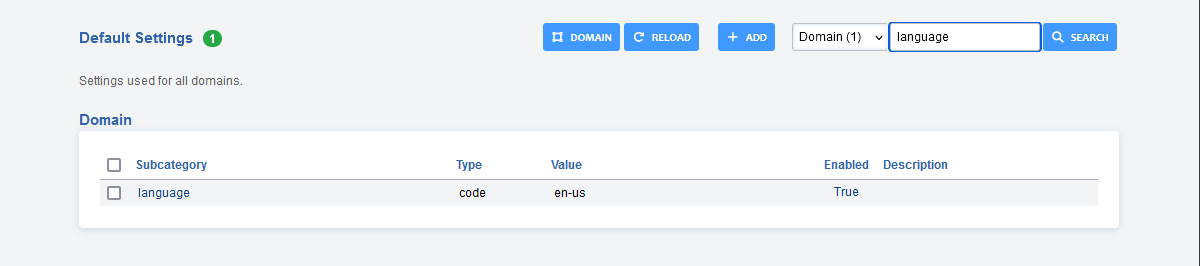 Default Settings 1 DOMAIN RELOAD ADD Domain (1) language SEARCH
Settings used for all domains.
Domain
Subcategory Type Value Enabled Description
language code en-us True